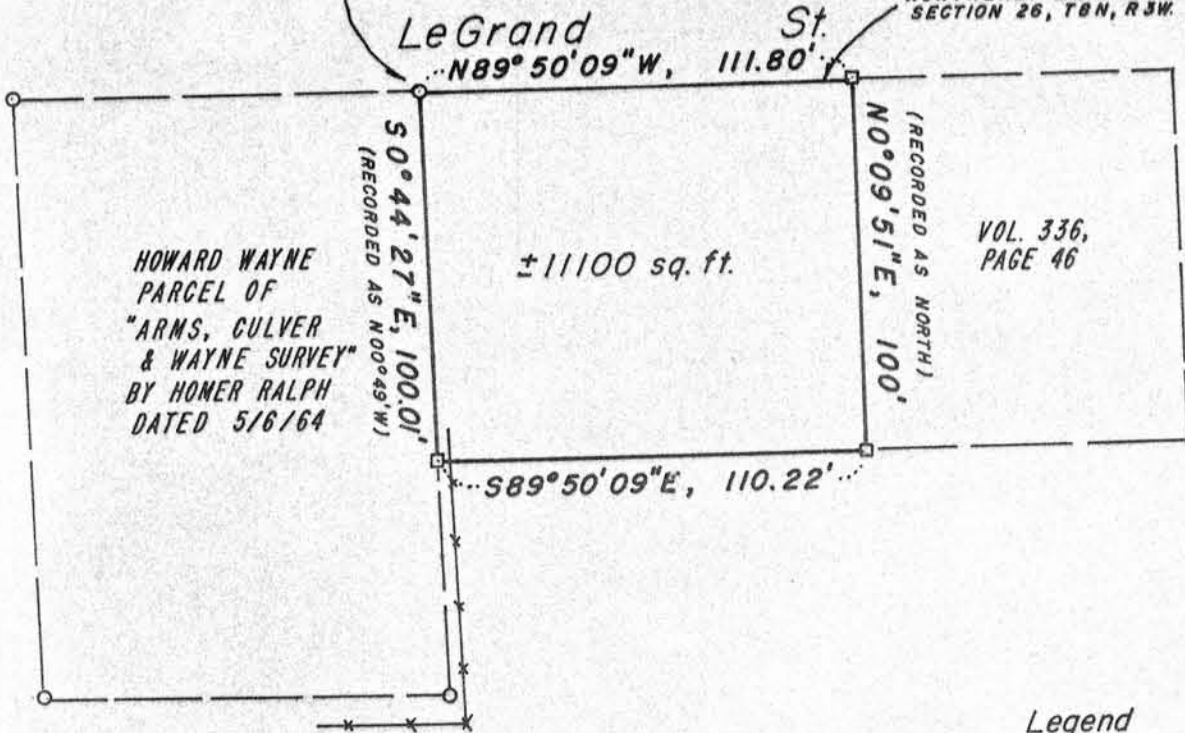 SECTION 26, T8N, R3W.
LeGrand St.
N89°50'09"W, 111.80'
S0°44'27"E, 100.01'
(RECORDED AS N00°49'W)
N0°09'51"E, 100'
(RECORDED AS NORTH)
HOWARD WAYNE
PARCEL OF
"ARMS, CULVER
& WAYNE SURVEY"
BY HOMER RALPH
DATED 5/6/64
±11100 sq. ft.
VOL. 336,
PAGE 46
S89°50'09"E, 110.22'
Legend